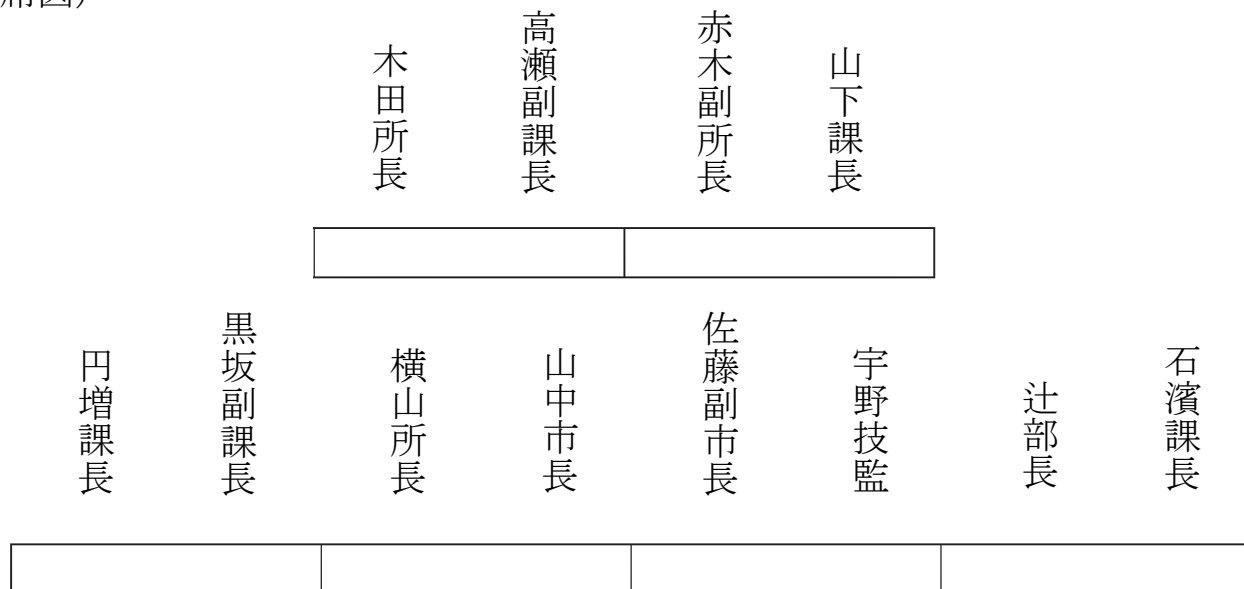 席図)
木田所長
高瀬副課長
赤木副所長
山下課長
円増課長
黒坂副課長
横山所長
山中市長
佐藤副市長
宇野技監
辻部長
石濱課長